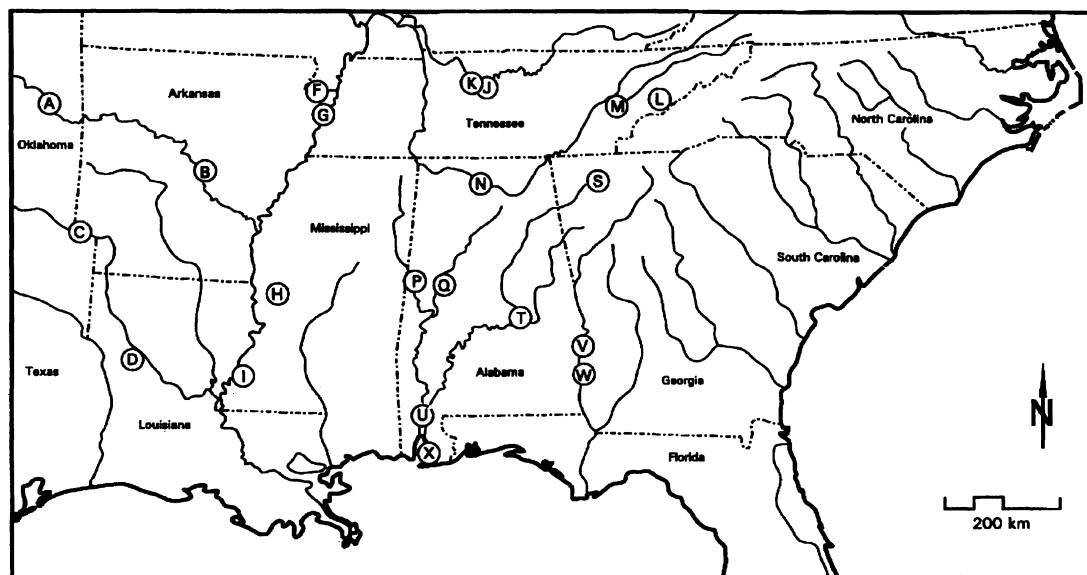 F
K J
A
Arkansas
G
M
L
Tennessee
North Carolina
Oklahoma
B
N
S
C
Mississippi
South Carolina
P
Q
H
T
V
D
Texas
I
Alabama
W
Georgia
N
U
Louisiana
X
Florida
200 km